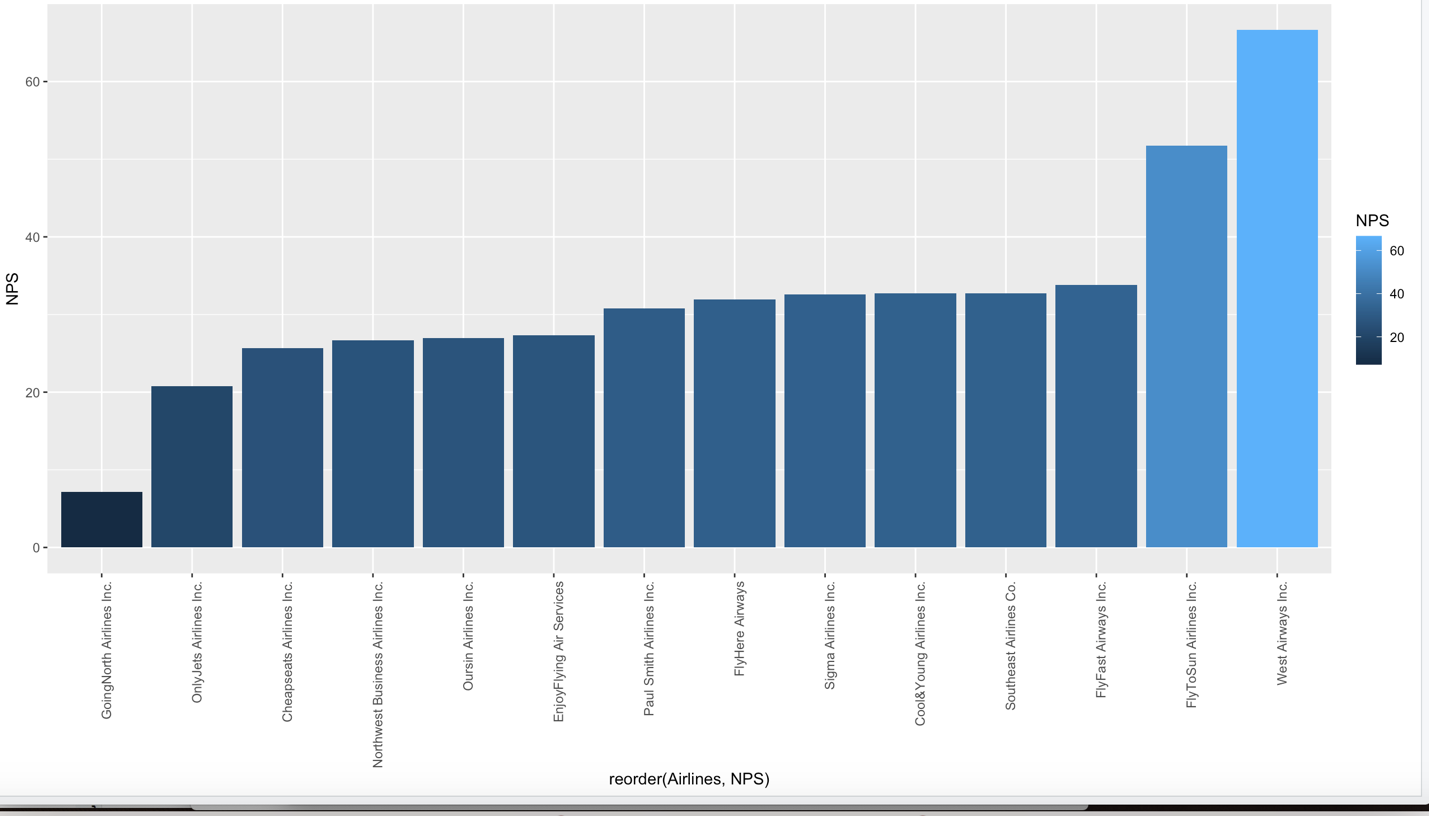 60
40
20
0
NPS
GoingNorth Airlines Inc.
OnlyJets Airlines Inc.
Cheapseats Airlines Inc.
Northwest Business Airlines Inc.
Oursin Airlines Inc.
EnjoyFlying Air Services
Paul Smith Airlines Inc.
FlyHere Airways
Sigma Airlines Inc.
Cool&Young Airlines Inc.
Southeast Airlines Co.
FlyFast Airways Inc.
FlyToSun Airlines Inc.
West Airways Inc.
reorder(Airlines, NPS)
NPS
60
40
20